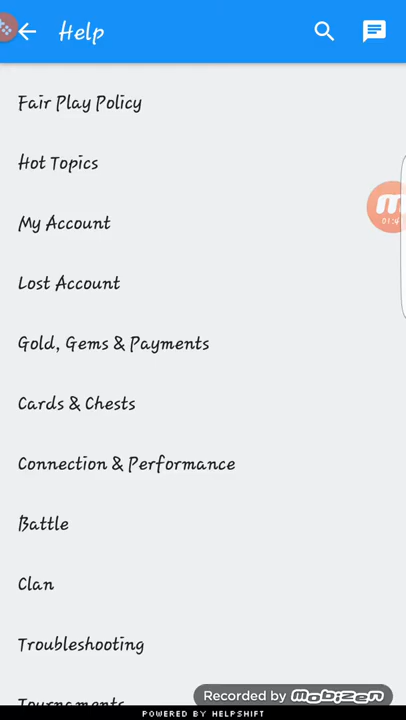 Help
Fair Play Policy
Hot Topics
My Account
Lost Account
Gold, Gems & Payments
Cards & Chests
Connection & Performance
Battle
Clan
Troubleshooting
Tournaments
Recorded by mobizen
POWERED BY HELPSHIFT